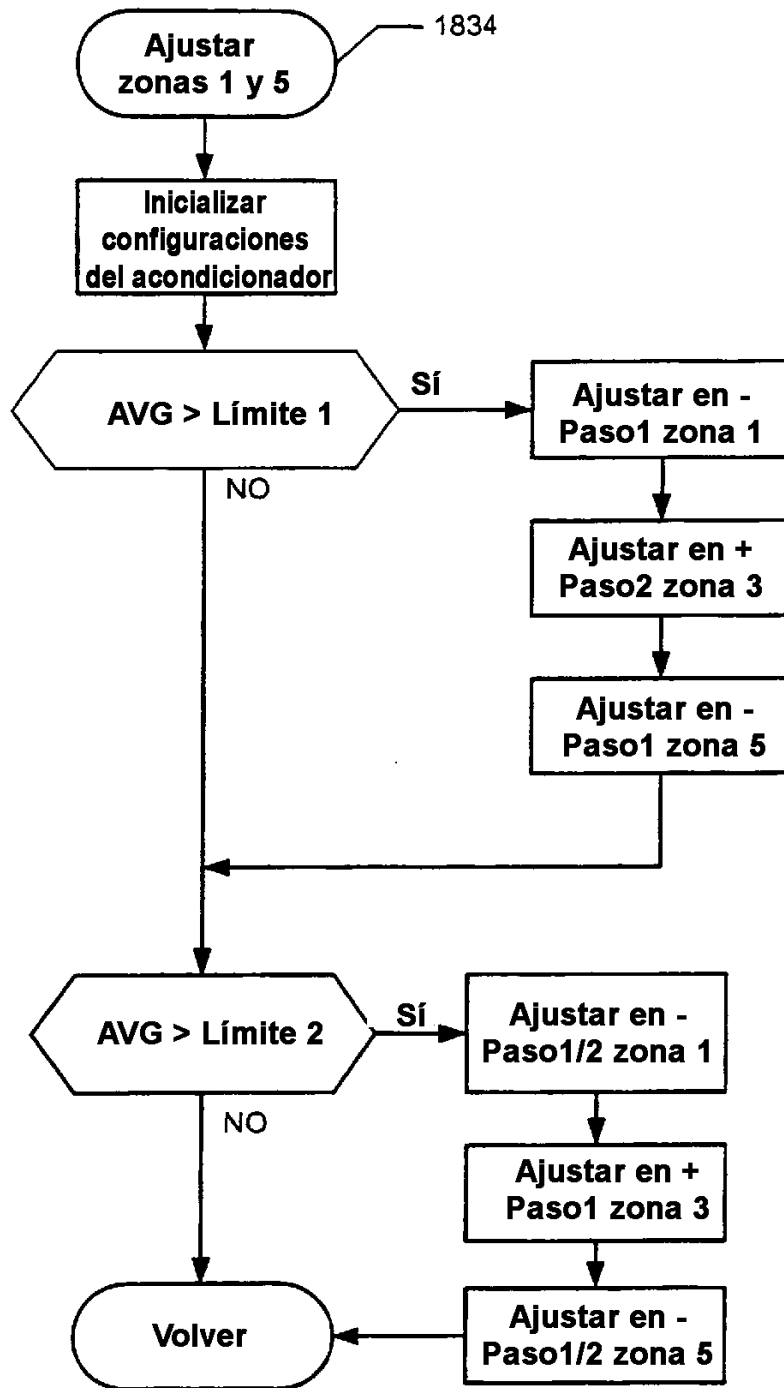 Ajustar
zonas 1 y 5
1834
Inicializar
configuraciones
del acondicionador
AVG > Límite 1
Sí
NO
Ajustar en -
Paso1 zona 1
Ajustar en +
Paso2 zona 3
Ajustar en -
Paso1 zona 5
AVG > Límite 2
Sí
NO
Ajustar en -
Paso1/2 zona 1
Ajustar en +
Paso1 zona 3
Ajustar en -
Paso1/2 zona 5
Volver